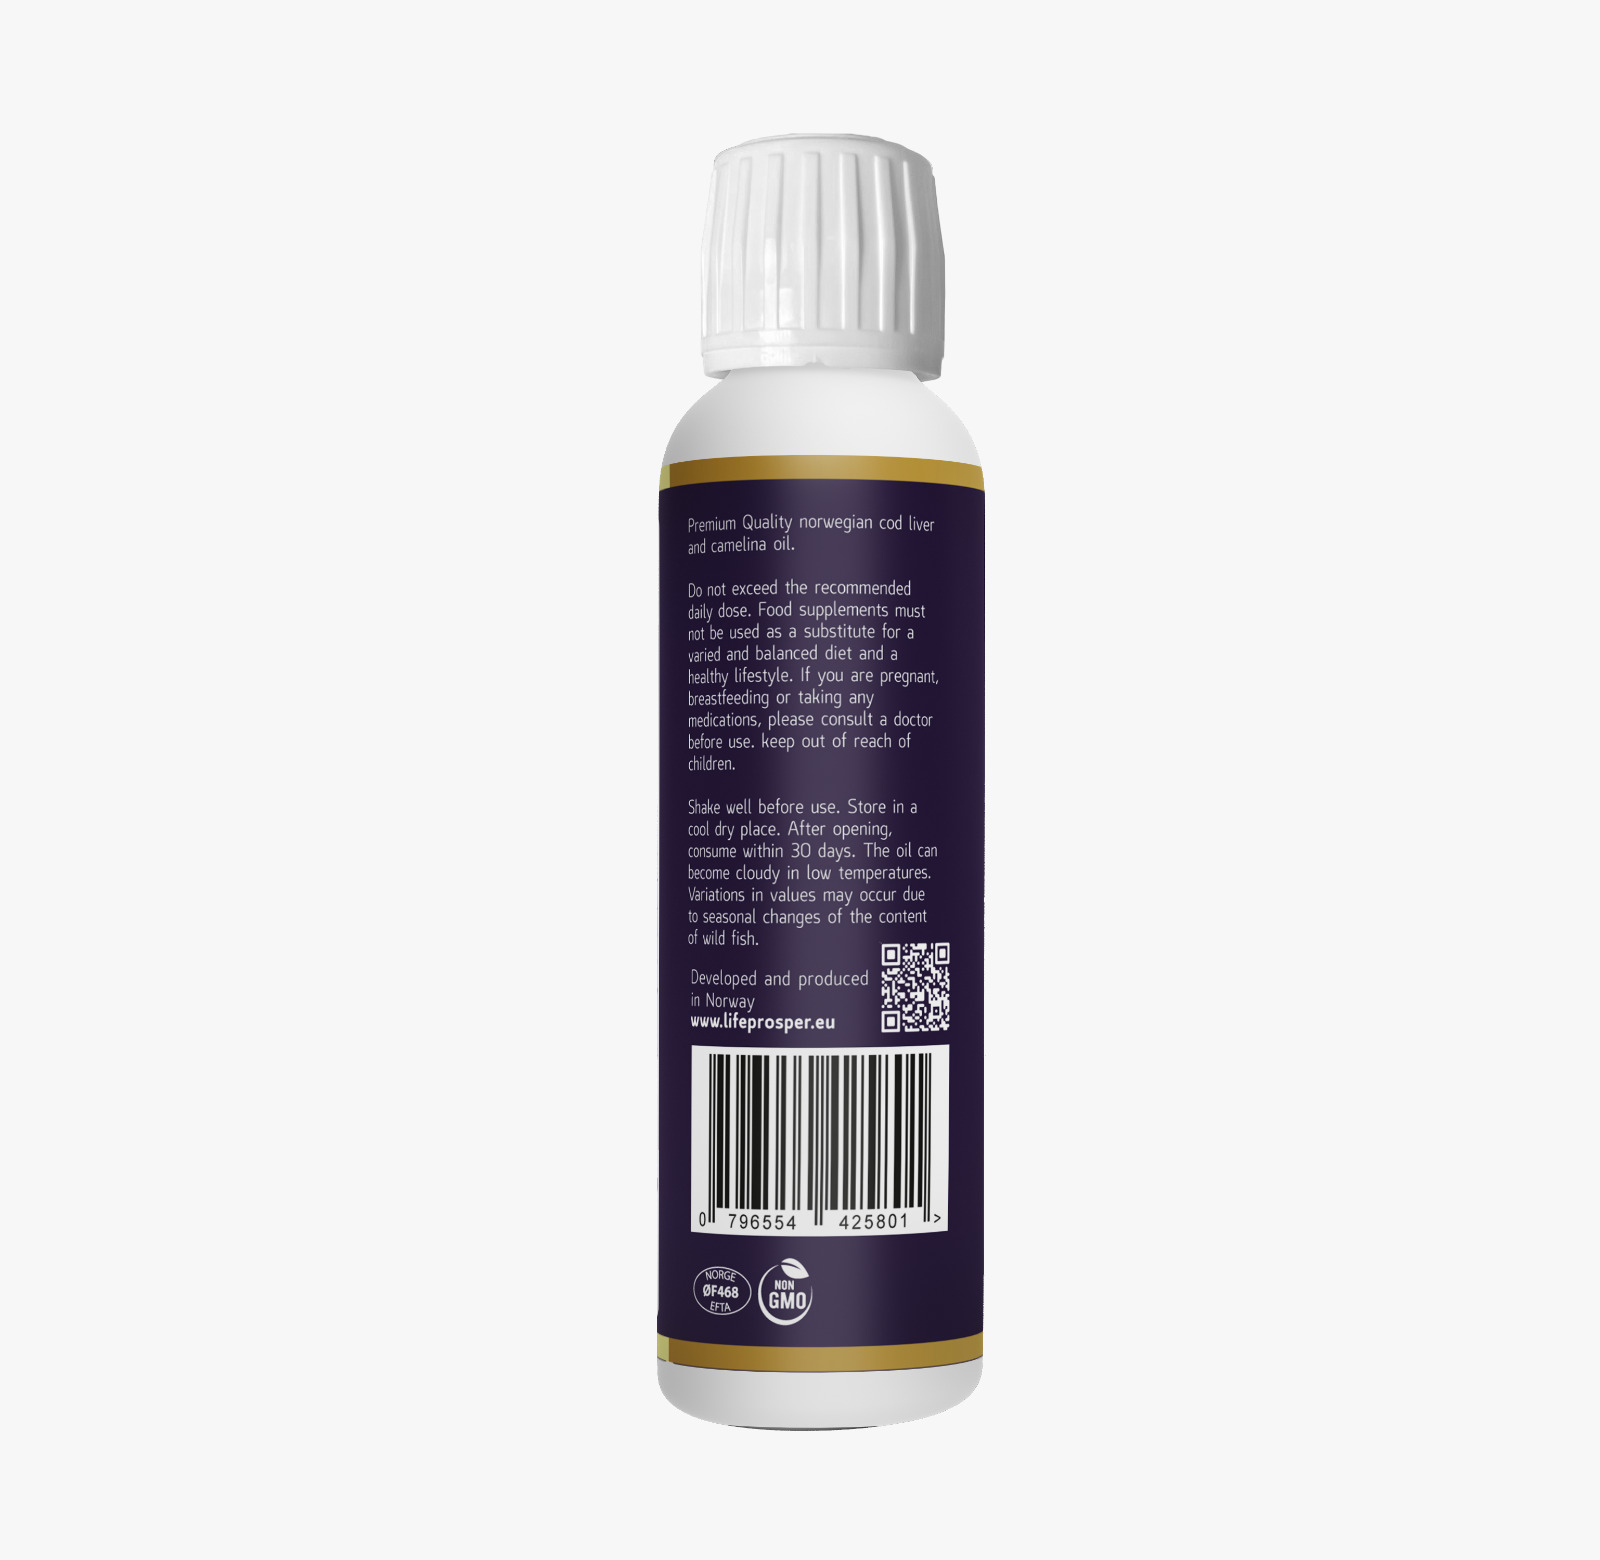 Premium Quality norwegian cod liver
and camelina oil.
Do not exceed the recommended
daily dose. Food supplements must
not be used as a substitute for a
varied and balanced diet and a
healthy lifestyle. If you are pregnant,
breastfeeding or taking any
medications, please consult a doctor
before use. keep out of reach of
children.
Shake well before use. Store in a
cool dry place. After opening,
consume within 30 days. The oil can
become cloudy in low temperatures.
Variations in values may occur due
to seasonal changes of the content
of wild fish.
Developed and produced
in Norway
www.lifeprosper.eu
0 796554 425801 >
NORGE
ØF468
EFTA
NON
GMO